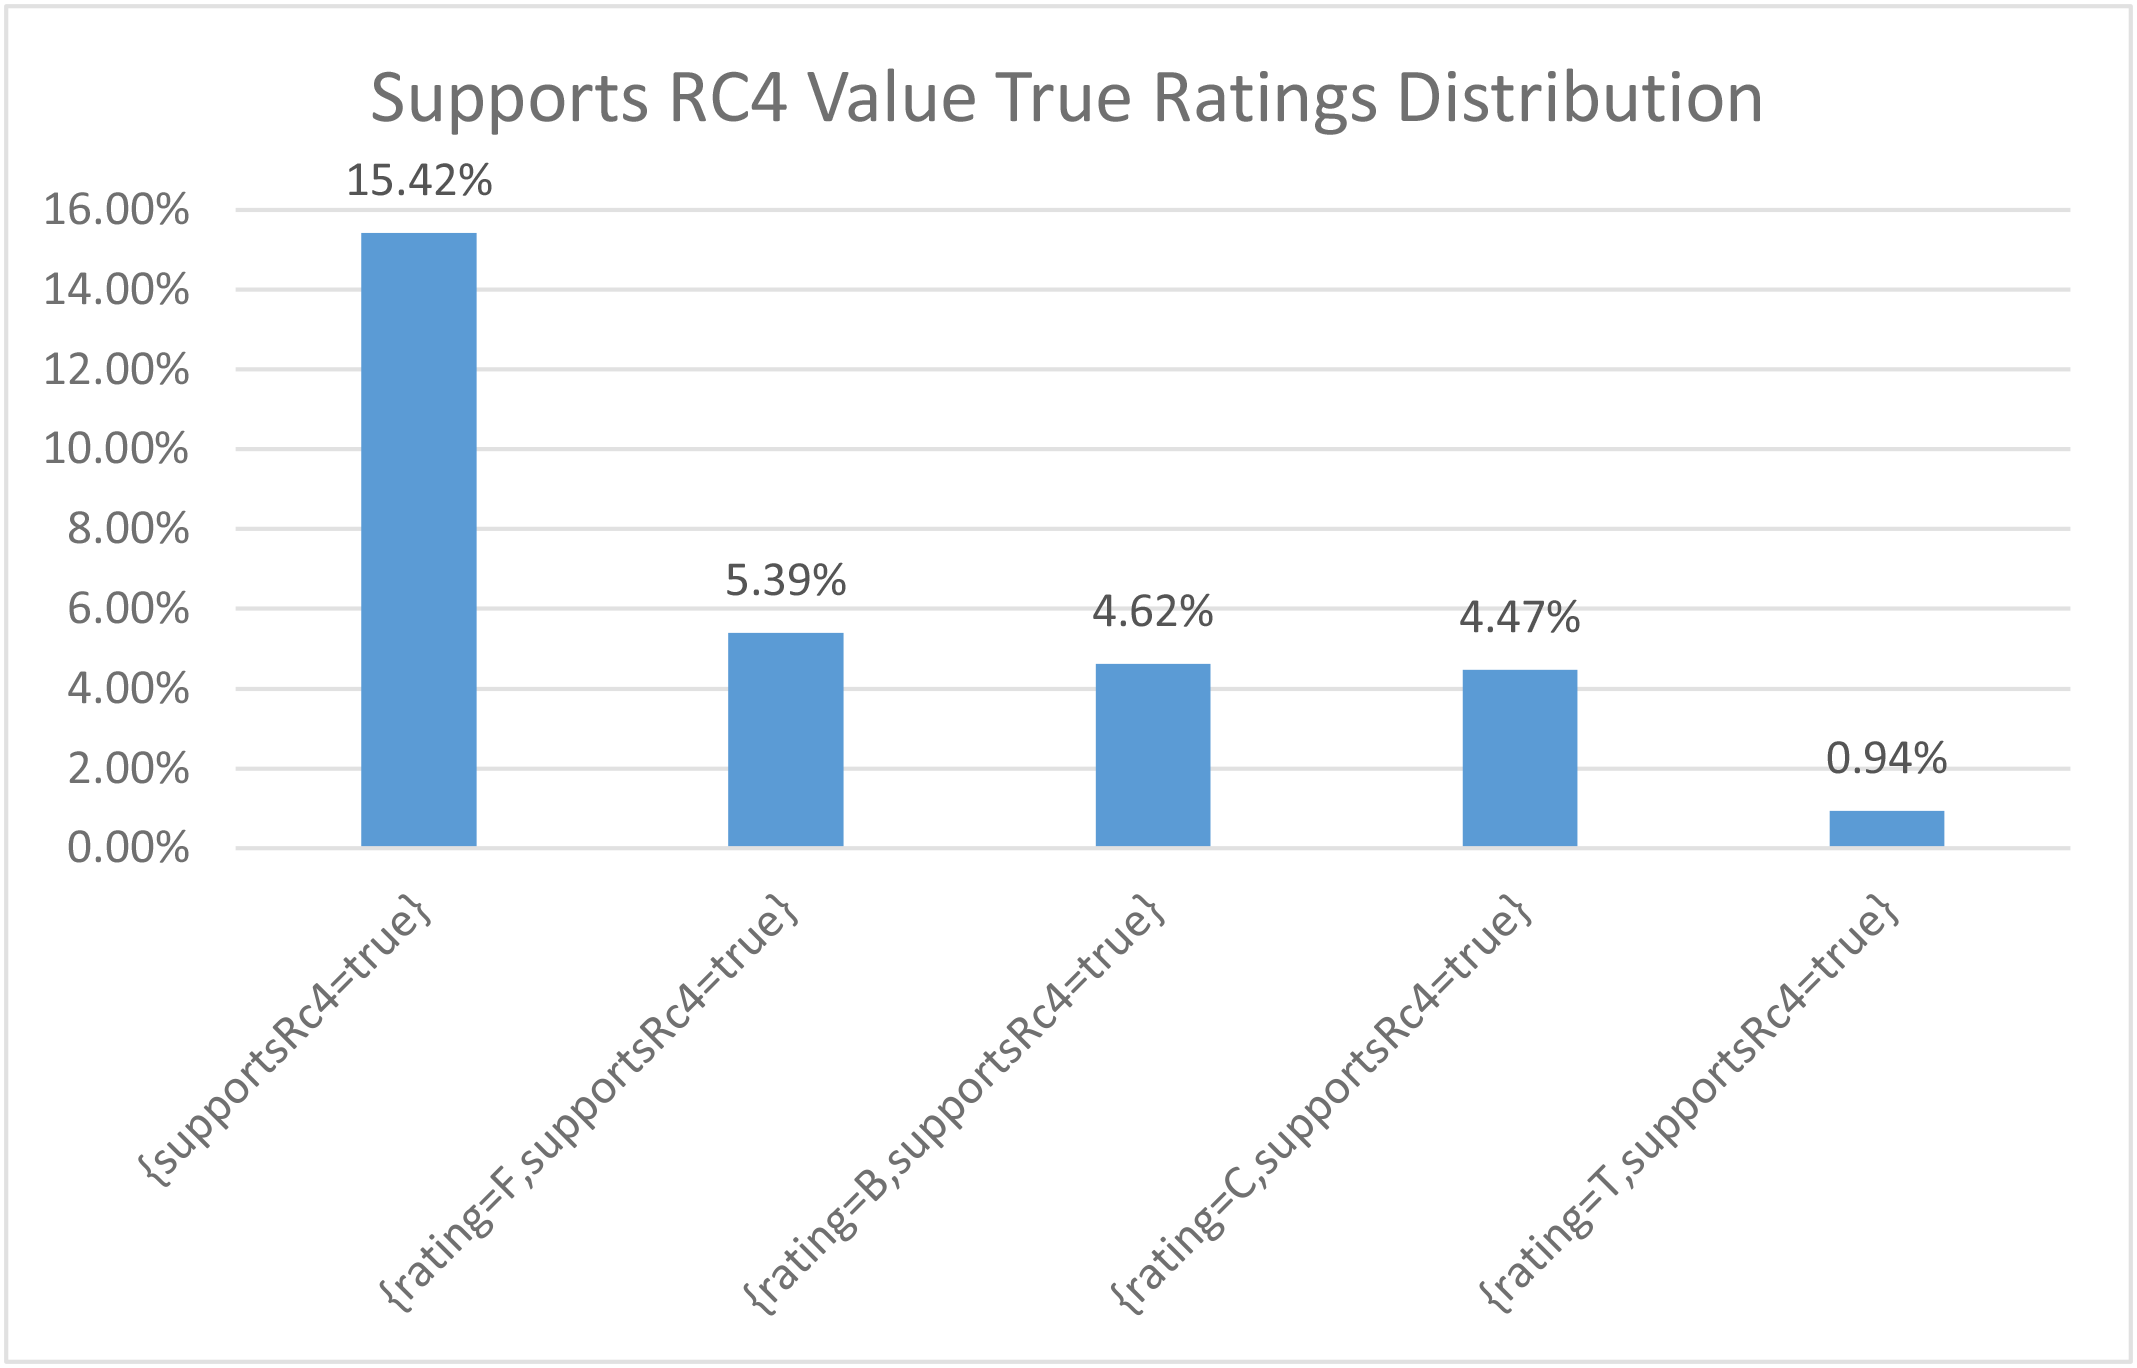 Supports RC4 Value True Ratings Distribution
15.42%
16.00%
14.00%
12.00%
10.00%
8.00%
5.39%
6.00%
4.62%
4.47%
4.00%
2.00%
0.94%
0.00%
{supportsRc4=true}
{rating=F,supportsRc4=true}
{rating=B,supportsRc4=true}
{rating=C,supportsRc4=true}
{rating=T,supportsRc4=true}